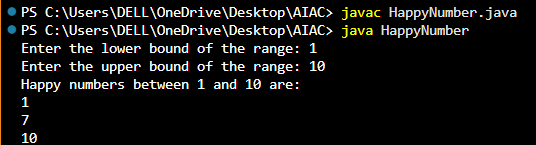 PS C:\Users\DELL\OneDrive\Desktop\AIAC> javac HappyNumber.java
PS C:\Users\DELL\OneDrive\Desktop\AIAC> java HappyNumber
Enter the lower bound of the range: 1
Enter the upper bound of the range: 10
Happy numbers between 1 and 10 are:
1
7
10